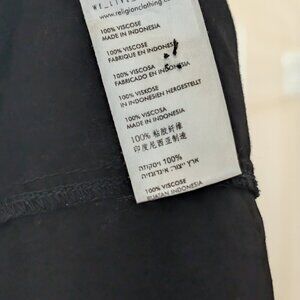 www.religionclothing.com
100% VISCOSE
MADE IN INDONESIA
100% VISCOSE
FABRIQUE EN INDONESIE
100% VISCOSA
FABRICADO EN INDONESIA
100% VISKOSE
IN INDONESIEN HERGESTELLT
100% VISCOSA
MADE IN INDONESIA
100% 粘胶纤维
印度尼西亚制造
100% ויסקוזה
ארץ ייצור: אינדונזיה
100% VISCOSE
BUATAN INDONESIA